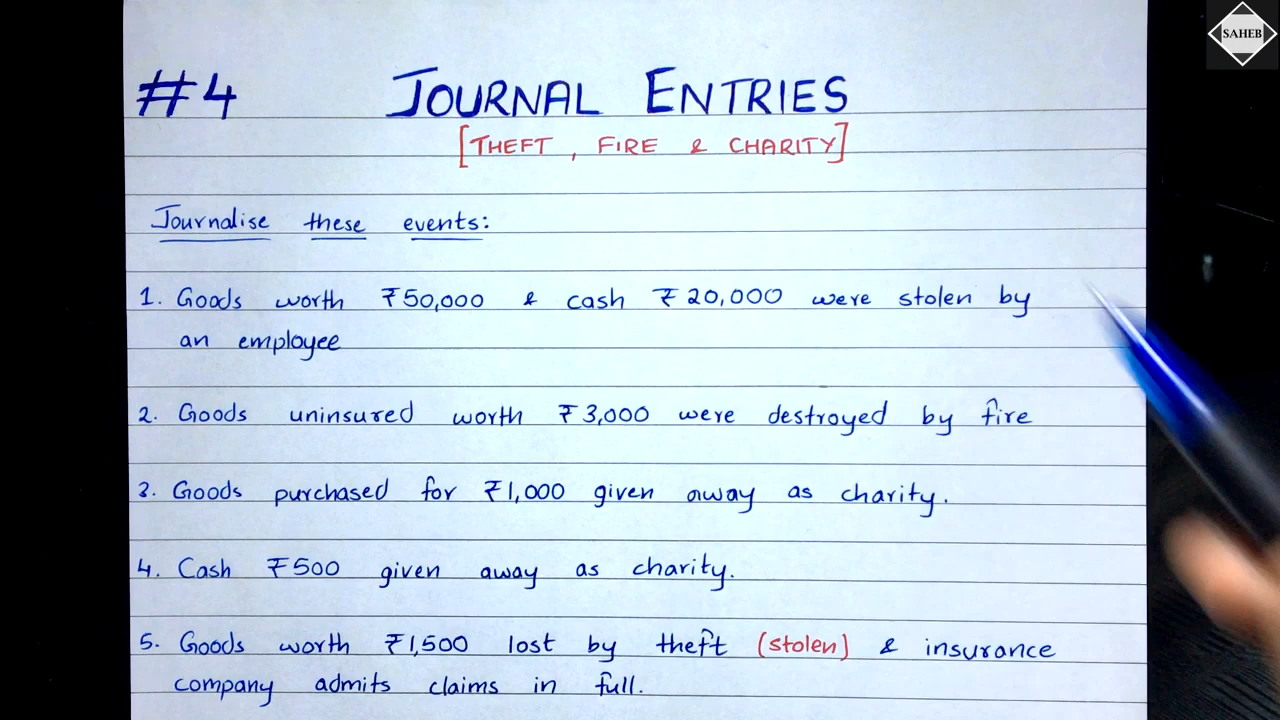 SAHEB
#4 JOURNAL ENTRIES
[THEFT, FIRE & CHARITY]
Journalise these events:
1. Goods worth ₹50,000 & cash ₹20,000 were stolen by
an employee
2. Goods uninsured worth ₹3,000 were destroyed by fire
3. Goods purchased for ₹1,000 given away as charity.
4. Cash ₹500 given away as charity.
5. Goods worth ₹1,500 lost by theft (stolen) & insurance
company admits claims in full.